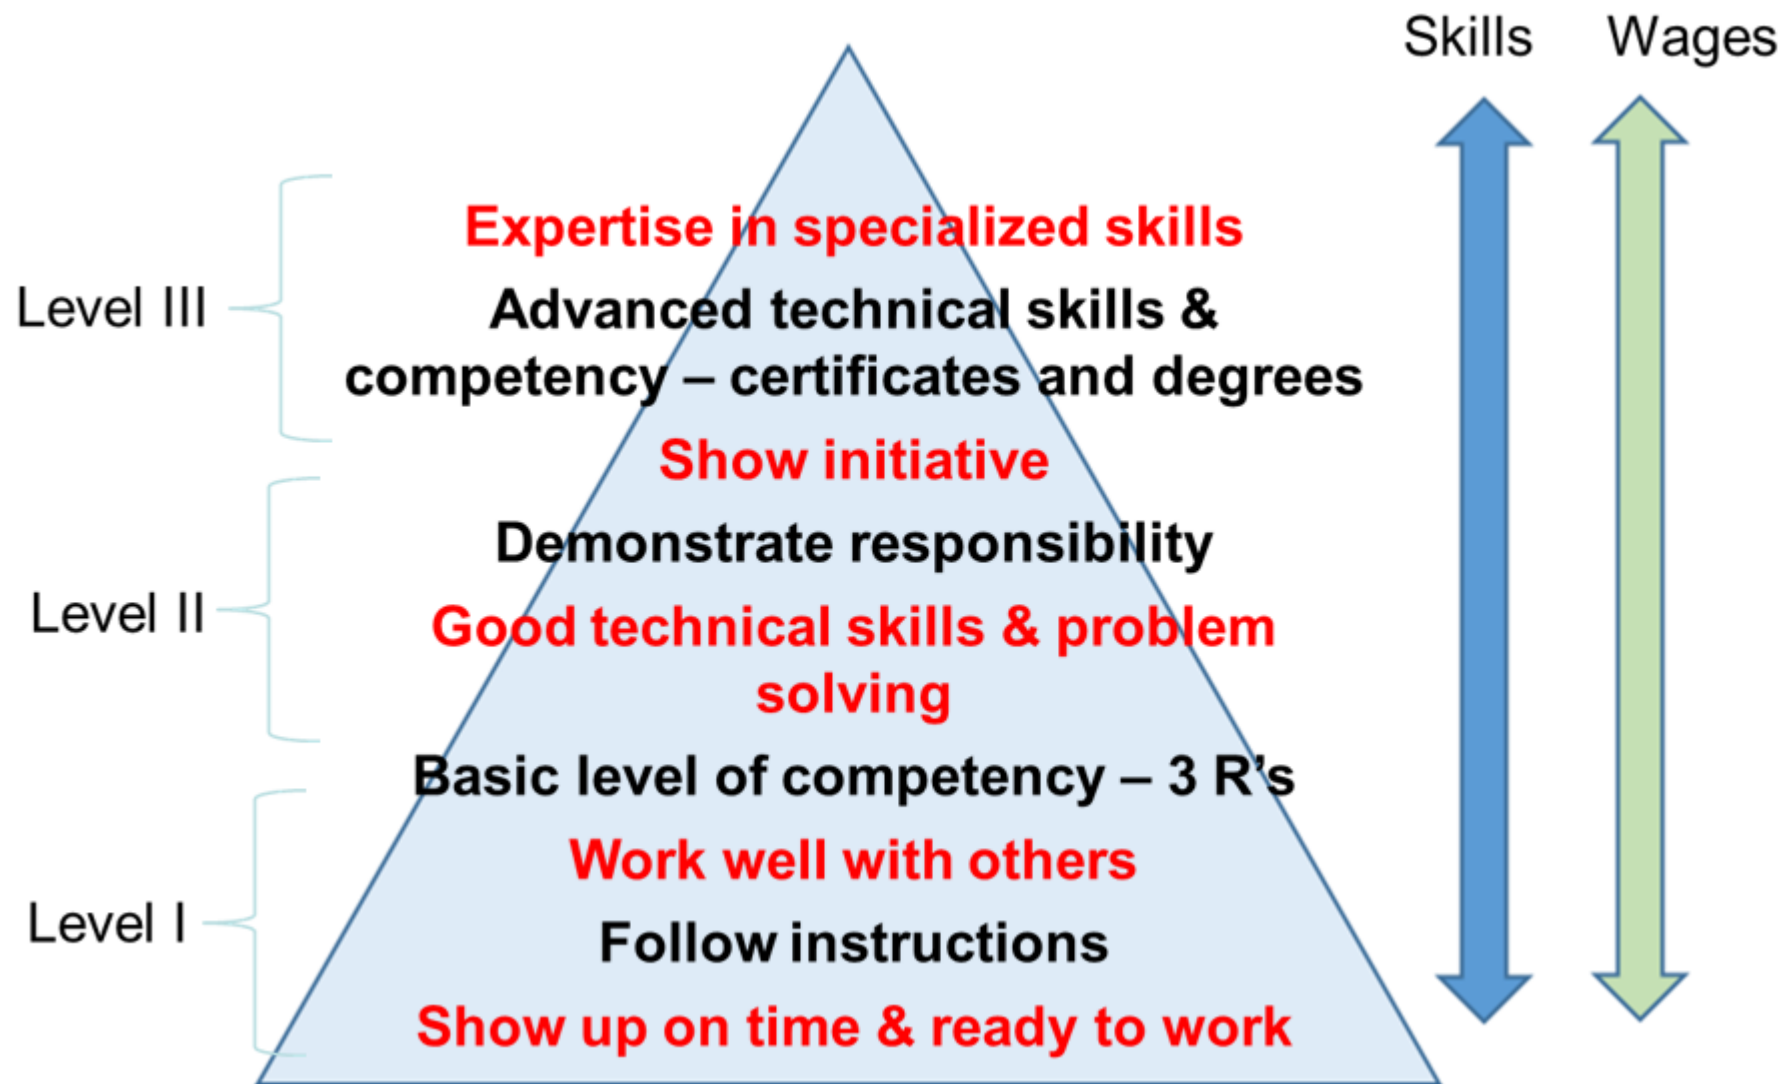 Skills Wages
Expertise in specialized skills
Level III
Advanced technical skills &
competency – certificates and degrees
Show initiative
Demonstrate responsibility
Level II
Good technical skills & problem
solving
Basic level of competency – 3 R’s
Work well with others
Level I
Follow instructions
Show up on time & ready to work